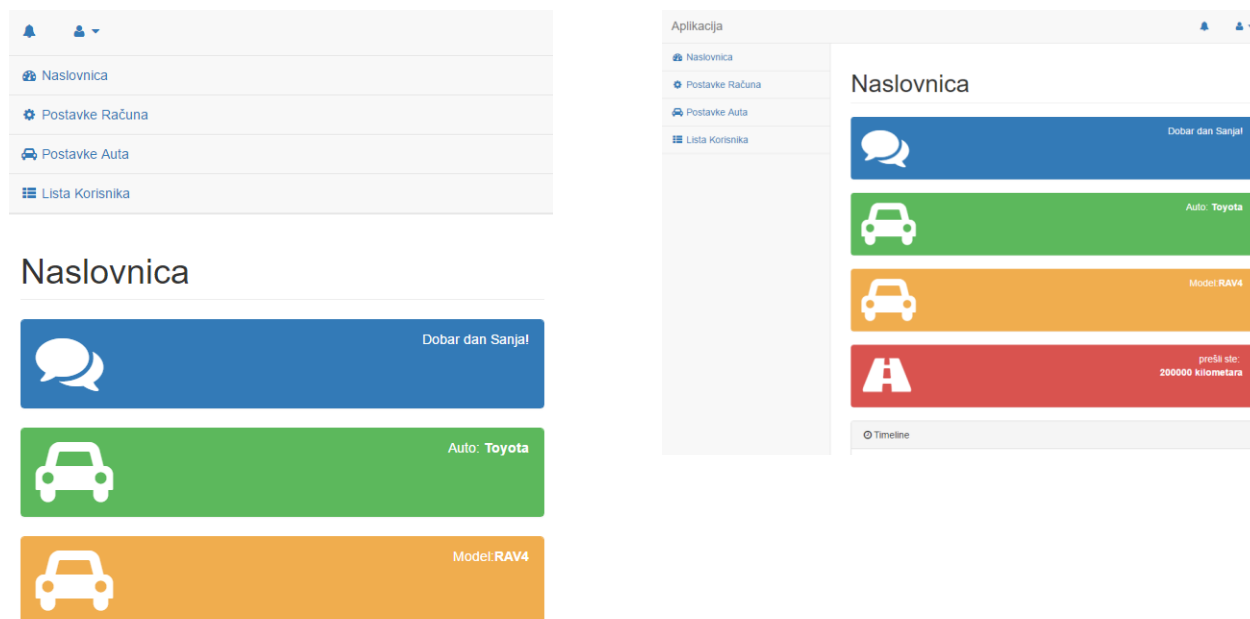 Naslovnica
Postavke Računa
Postavke Auta
Lista Korisnika
Naslovnica
Dobar dan Sanja!
Auto: Toyota
Model:RAV4
Aplikacija
Naslovnica
Postavke Računa
Postavke Auta
Lista Korisnika
Naslovnica
Dobar dan Sanja!
Auto: Toyota
Model:RAV4
prešli ste:
200000 kilometara
Timeline